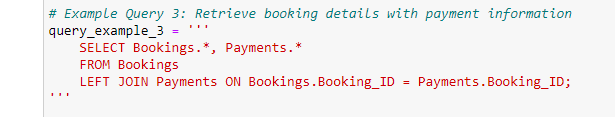 # Example Query 3: Retrieve booking details with payment information
query_example_3 = '''
    SELECT Bookings.*, Payments.*
    FROM Bookings
    LEFT JOIN Payments ON Bookings.Booking_ID = Payments.Booking_ID;
'''